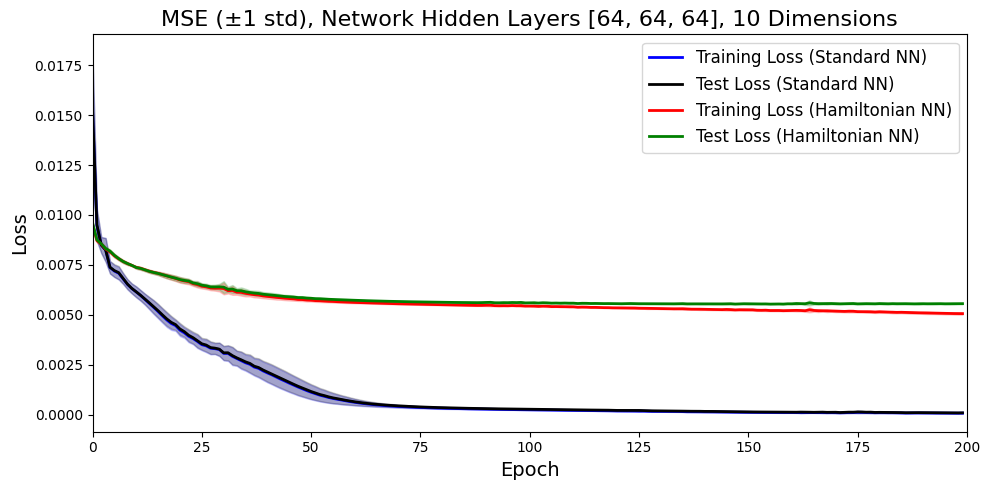 MSE (±1 std), Network Hidden Layers [64, 64, 64], 10 Dimensions
Training Loss (Standard NN)
Test Loss (Standard NN)
Training Loss (Hamiltonian NN)
Test Loss (Hamiltonian NN)
Loss
0.0175
0.0150
0.0125
0.0100
0.0075
0.0050
0.0025
0.0000
0 25 50 75 100 125 150 175 200
Epoch